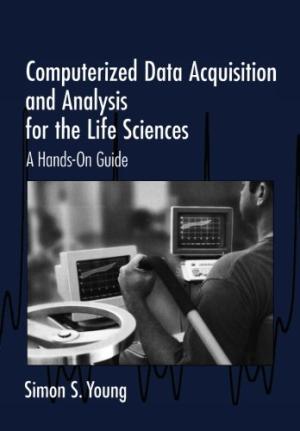 Computerized Data Acquisition
and Analysis
for the Life Sciences
A Hands-On Guide
Simon S. Young